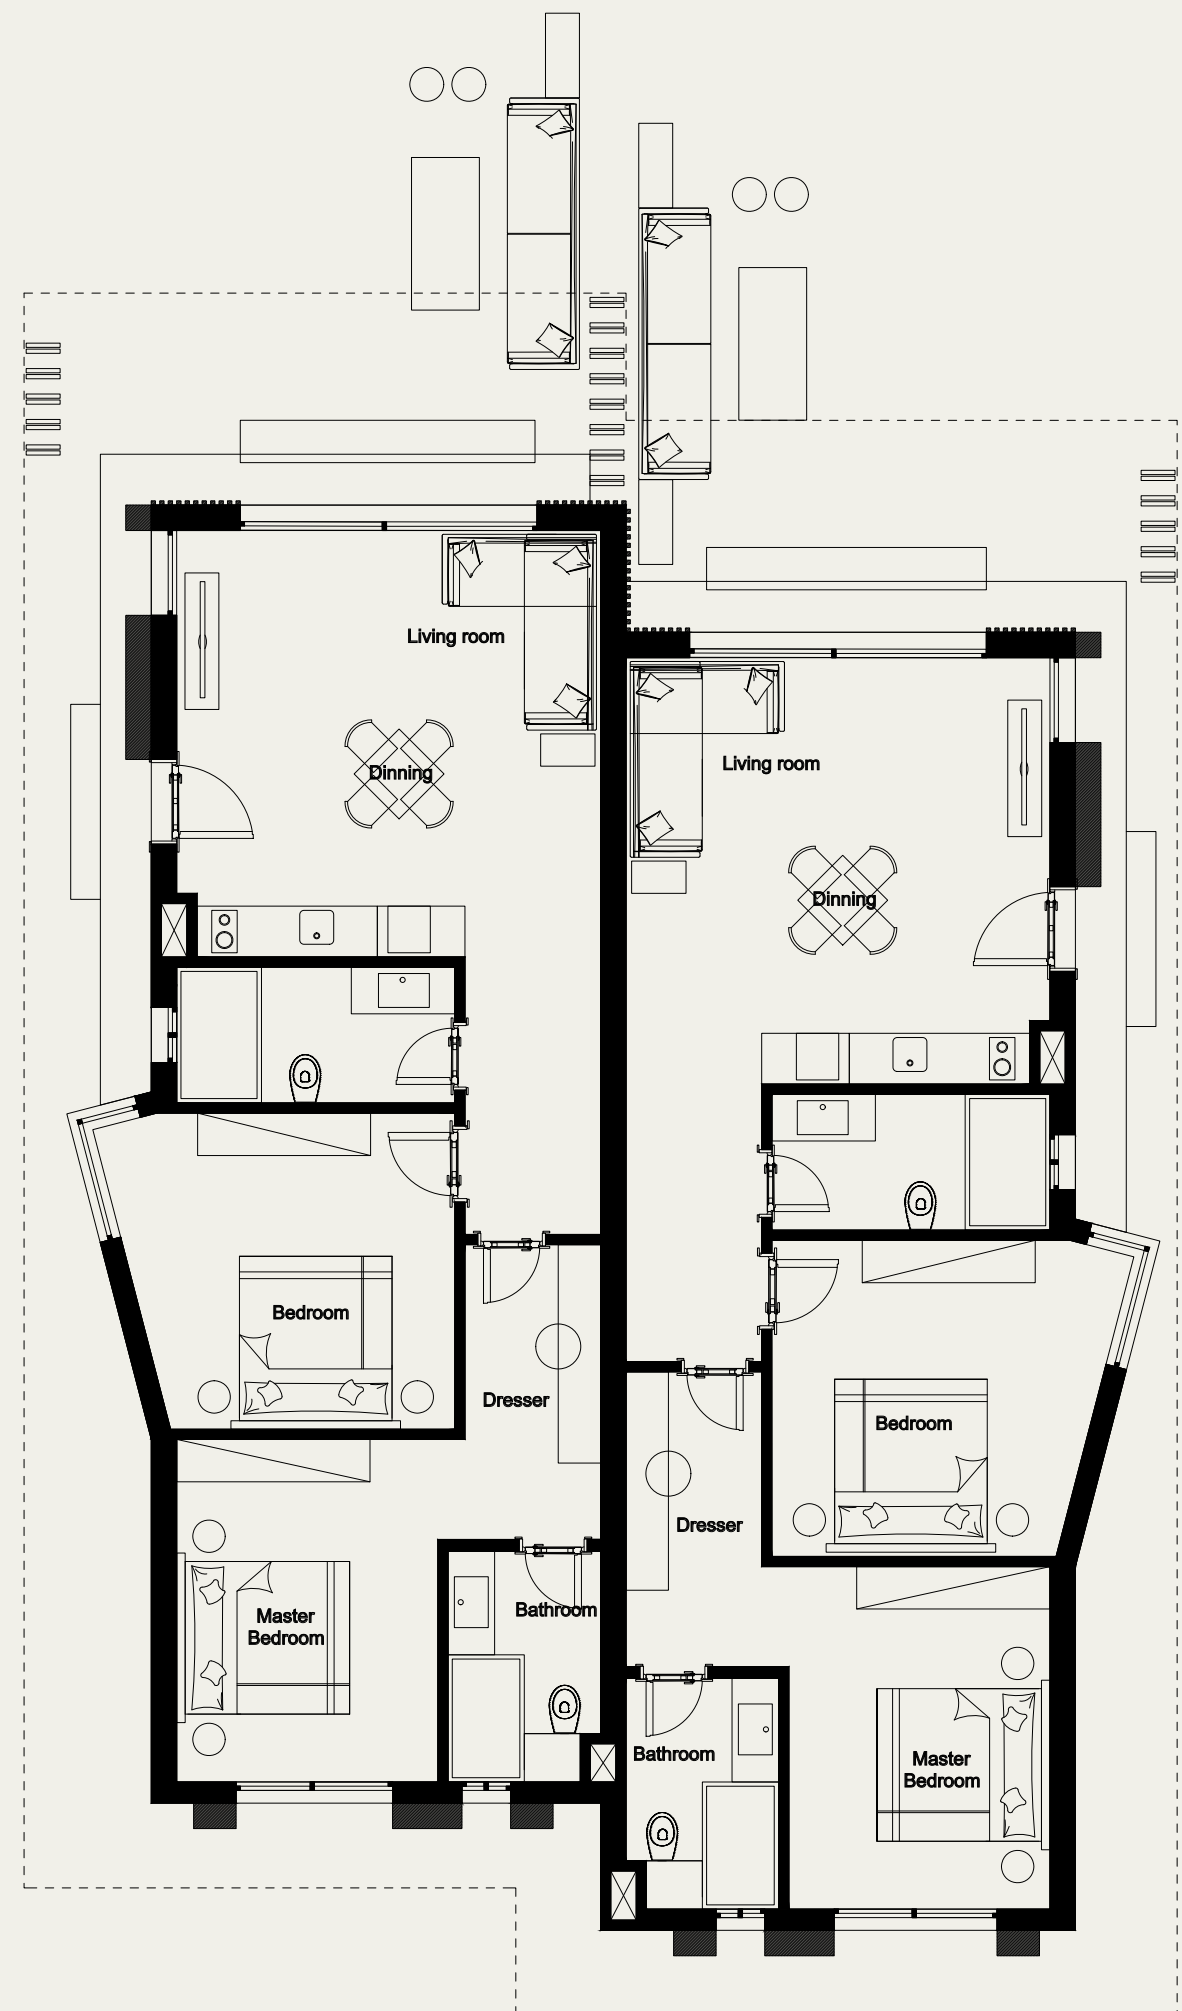 Living room
Dinning
Living room
Dinning
Bedroom
Dresser
Bedroom
Dresser
Master
Bedroom
Bathroom
Bathroom
Master
Bedroom